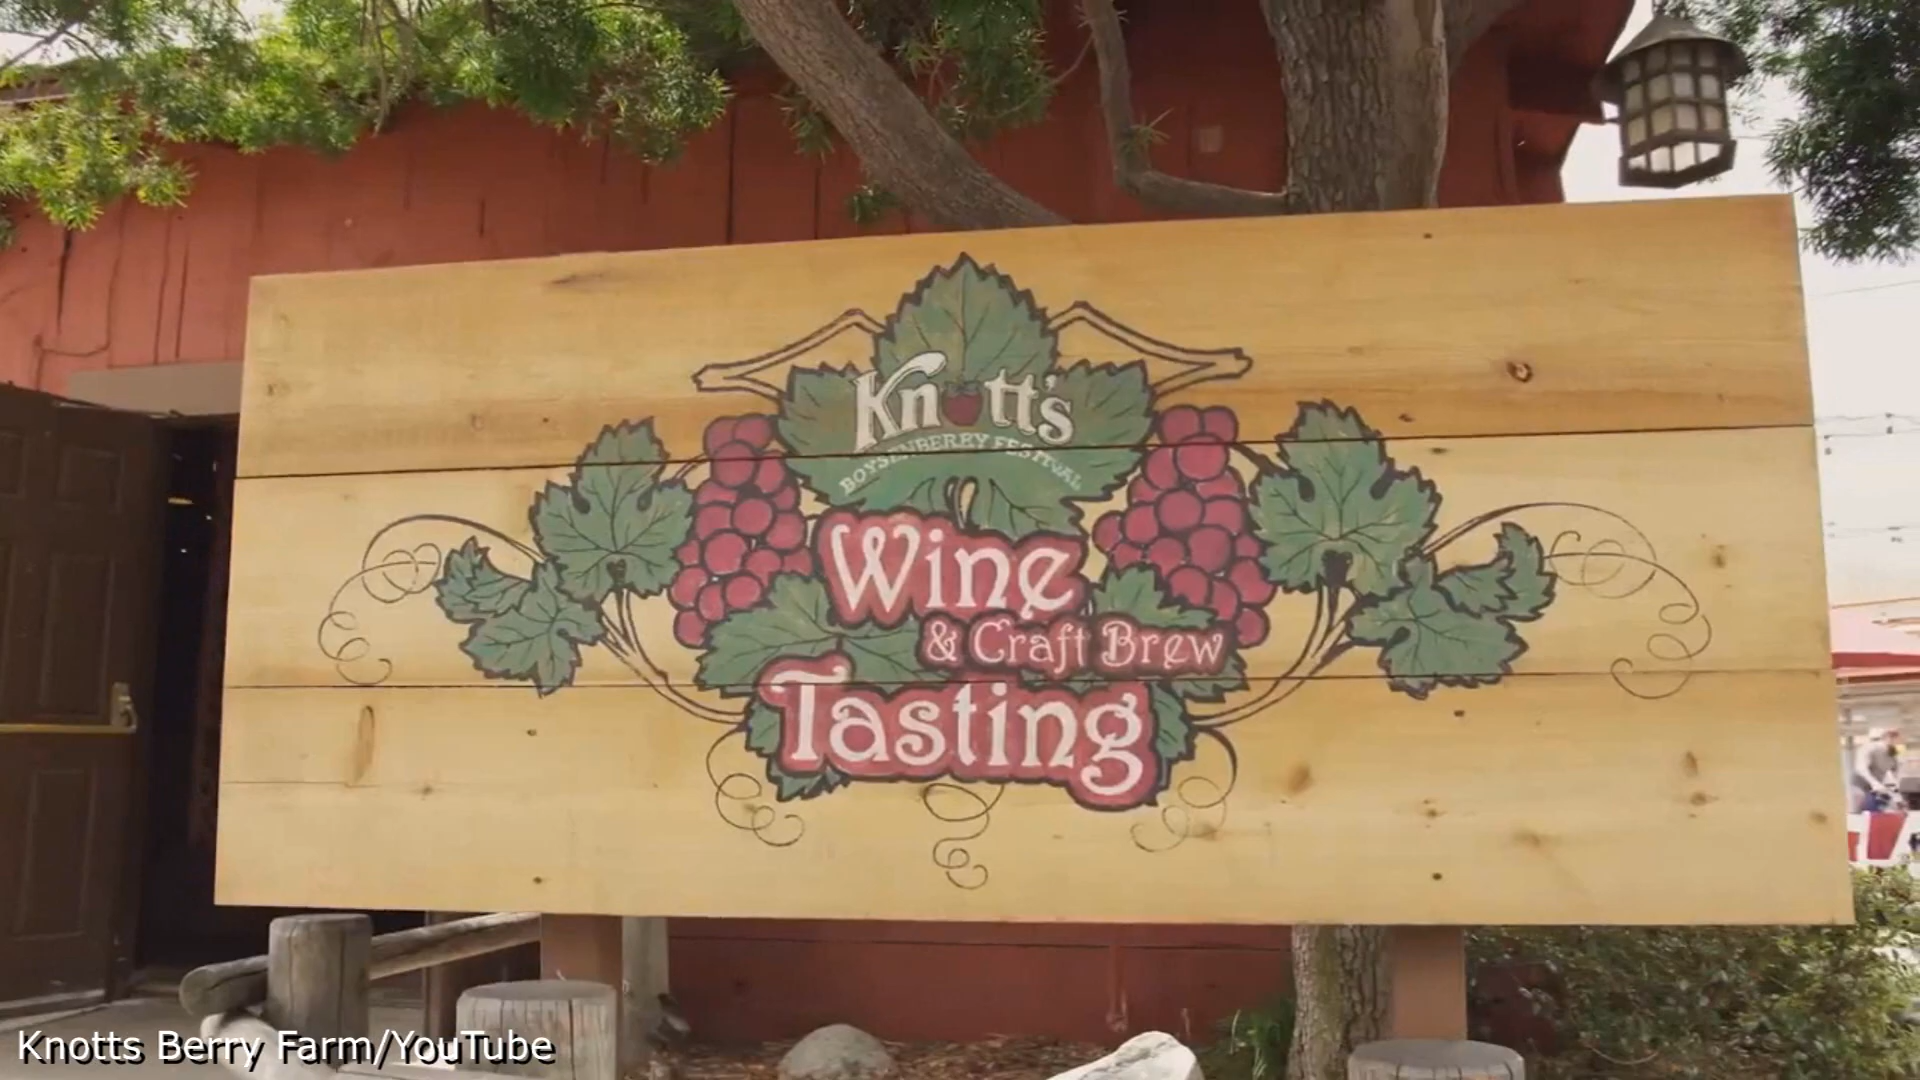 Knott's
BOYSENBERRY FESTIVAL
Wine
& Craft Brew
Tasting
Knotts Berry Farm/YouTube